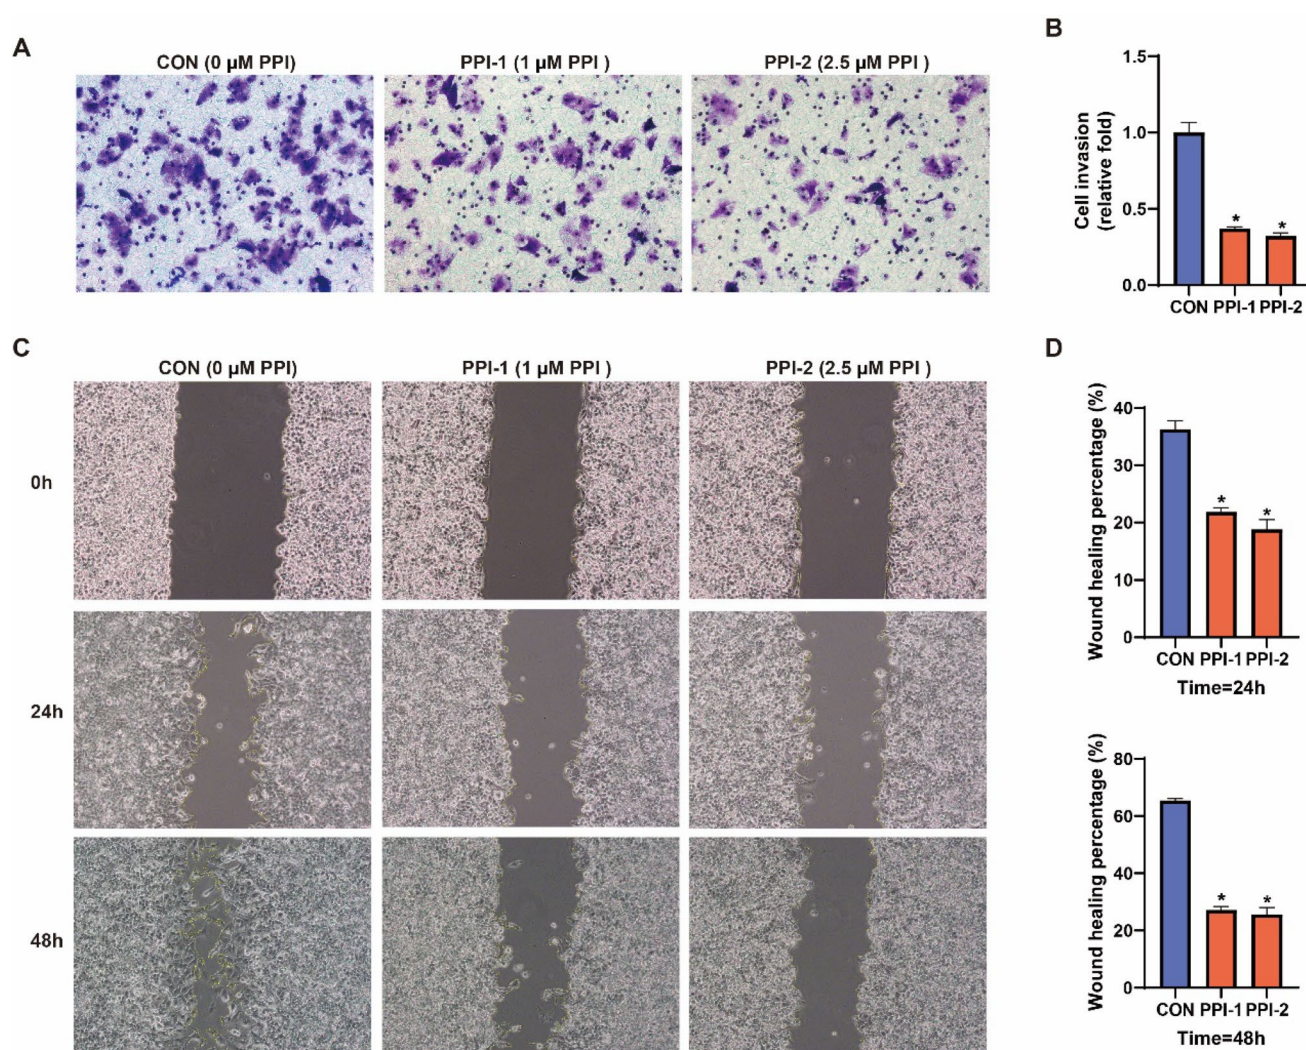 A
CON (0 µM PPI)
PPI-1 (1 µM PPI )
PPI-2 (2.5 µM PPI )
B
Cell invasion
(relative fold)
1.5
1.0
0.5
0.0
*
*
CON PPI-1 PPI-2
C
CON (0 µM PPI)
PPI-1 (1 µM PPI )
PPI-2 (2.5 µM PPI )
0h
24h
48h
D
Wound healing percentage (%)
40
30
20
10
0
*
*
CON PPI-1 PPI-2
Time=24h
Wound healing percentage (%)
80
60
40
20
0
*
*
CON PPI-1 PPI-2
Time=48h